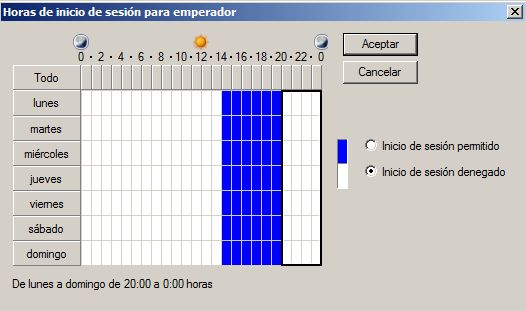 Horas de inicio de sesión para emperador
Aceptar
0 · 2 · 4 · 6 · 8 · 10 · 12 · 14 · 16 · 18 · 20 · 22 · 0
Cancelar
Todo
lunes
martes
miércoles
jueves
viernes
sábado
domingo
Inicio de sesión permitido
Inicio de sesión denegado
De lunes a domingo de 20:00 a 0:00 horas